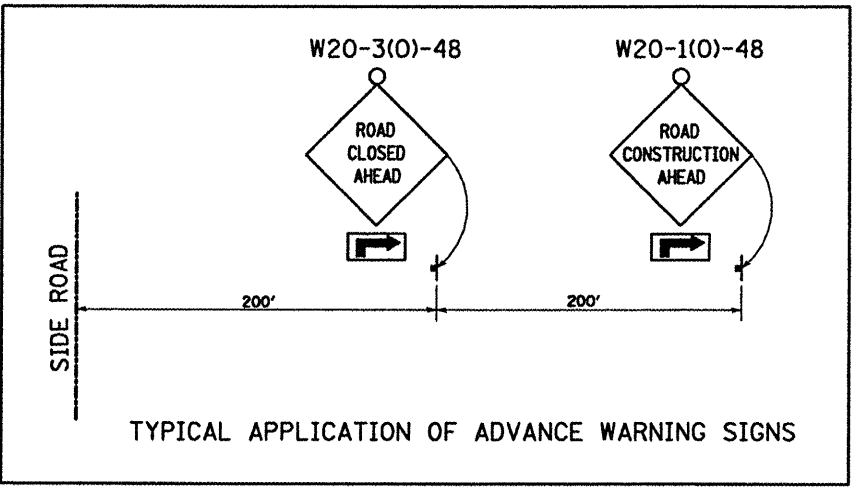 W20-3(O)-48
ROAD
CLOSED
AHEAD
W20-1(O)-48
ROAD
CONSTRUCTION
AHEAD
SIDE ROAD
200'
200'
TYPICAL APPLICATION OF ADVANCE WARNING SIGNS